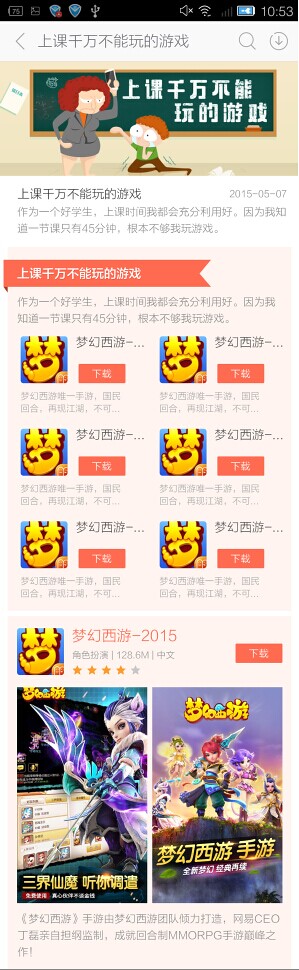 75
10:53
上课千万不能玩的游戏
上课千万不能
玩的游戏
上课千万不能玩的游戏
2015-05-07
作为一个好学生，上课时间我都会充分利用好。因为我
知道一节课只有45分钟，根本不够我玩游戏。
上课千万不能玩的游戏
作为一个好学生，上课时间我都会充分利用好。因为我
知道一节课只有45分钟，根本不够我玩游戏。
梦幻西游-...
下载
梦幻西游唯一手游，国民
回合，再现江湖，不可...
梦幻西游-...
下载
梦幻西游唯一手游，国民
回合，再现江湖，不可...
梦幻西游-...
下载
梦幻西游唯一手游，国民
回合，再现江湖，不可...
梦幻西游-...
下载
梦幻西游唯一手游，国民
回合，再现江湖，不可...
梦幻西游-...
下载
梦幻西游唯一手游，国民
回合，再现江湖，不可...
梦幻西游-...
下载
梦幻西游唯一手游，国民
回合，再现江湖，不可...
梦幻西游-2015
角色扮演 | 128.6M | 中文
下载
梦幻西游
三界仙魔 听你调遣
免费 真心伙伴不谈金钱
梦幻西游
梦幻西游 手游
全新梦幻 经典再续
《梦幻西游》手游由梦幻西游团队倾力打造，网易CEO
丁磊亲自担纲监制，成就回合制MMORPG手游巅峰之
作！